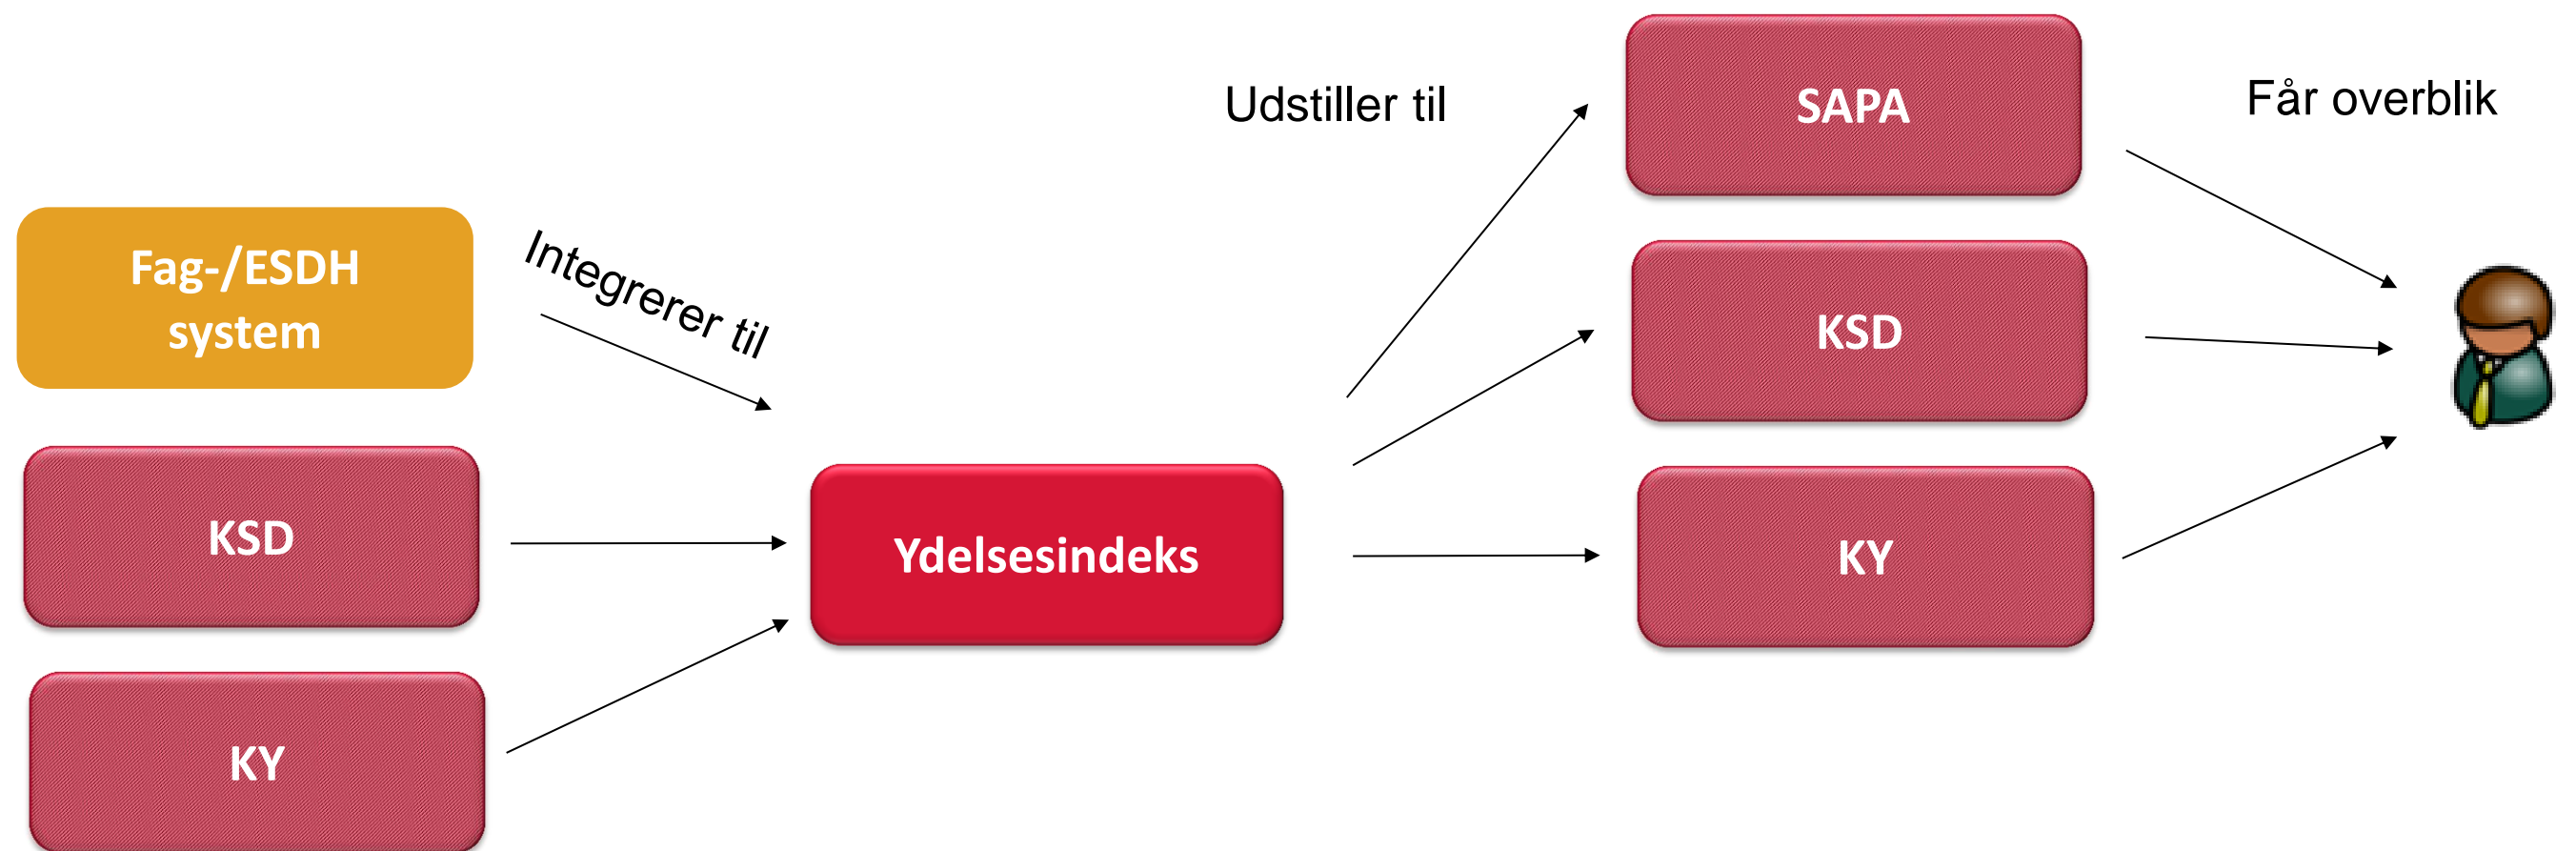 Fag-/ESDH
system
KSD
KY
Integrerer til
Ydelsesindeks
Udstiller til
SAPA
KSD
KY
Får overblik